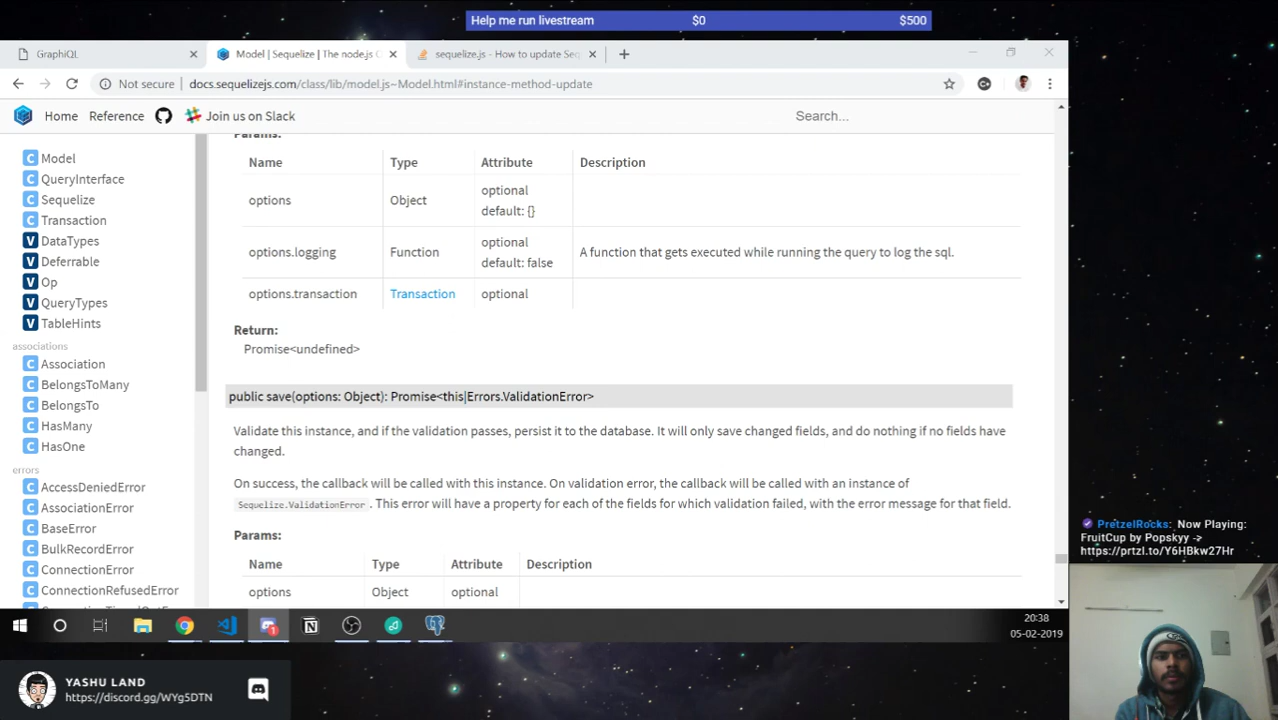 Help me run livestream $0 $500
GraphiQL Model | Sequelize | The node.js sequelize.js - How to update Seq
Not secure docs.sequelizejs.com/class/lib/model.js~Model.html#instance-method-update
Home Reference Join us on Slack Search...
C Model
C QueryInterface
C Sequelize
C Transaction
V DataTypes
V Deferrable
V Op
V QueryTypes
V TableHints
associations
C Association
C BelongsToMany
C BelongsTo
C HasMany
C HasOne
errors
C AccessDeniedError
C AssociationError
C BaseError
C BulkRecordError
C ConnectionError
C ConnectionRefusedError
Params:
Name Type Attribute Description
options Object optional
default: {}
options.logging Function optional
default: false
A function that gets executed while running the query to log the sql.
options.transaction Transaction optional
Return:
Promise<undefined>
public save(options: Object): Promise<this|Errors.ValidationError>
Validate this instance, and if the validation passes, persist it to the database. It will only save changed fields, and do nothing if no fields have
changed.
On success, the callback will be called with this instance. On validation error, the callback will be called with an instance of
Sequelize.ValidationError . This error will have a property for each of the fields for which validation failed, with the error message for that field.
Params:
Name Type Attribute Description
options Object optional
PretzelRocks: Now Playing:
FruitCup by Popskyy ->
https://prtzl.to/Y6HBkw27Hr
20:38
05-02-2019
YASHU LAND
https://discord.gg/WYg5DTN